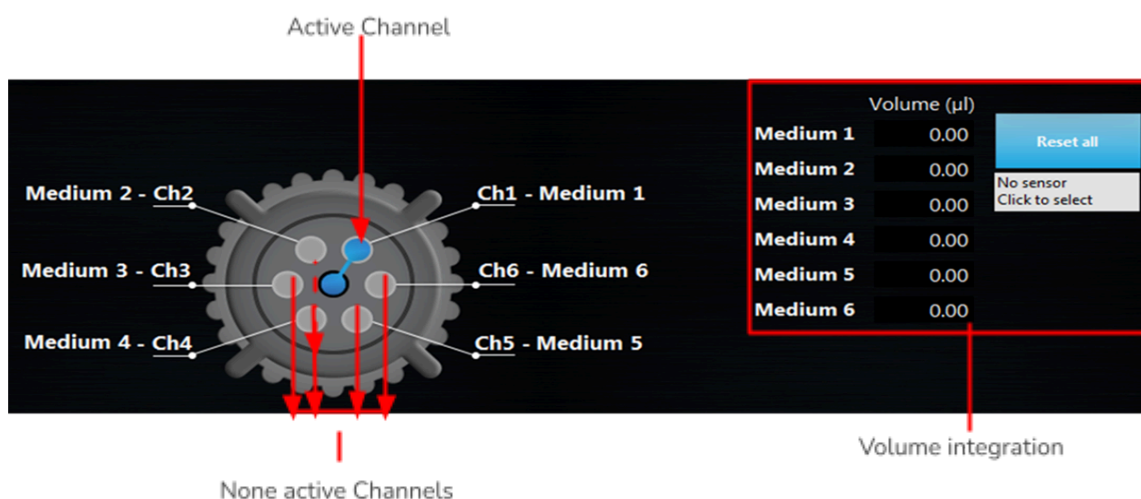 Active Channel
Medium 2 - Ch2
Ch1 - Medium 1
Medium 3 - Ch3
Ch6 - Medium 6
Medium 4 - Ch4
Ch5 - Medium 5
Volume (µl)
Medium 1 0.00
Medium 2 0.00
Medium 3 0.00
Medium 4 0.00
Medium 5 0.00
Medium 6 0.00
Reset all
No sensor
Click to select
Volume integration
None active Channels